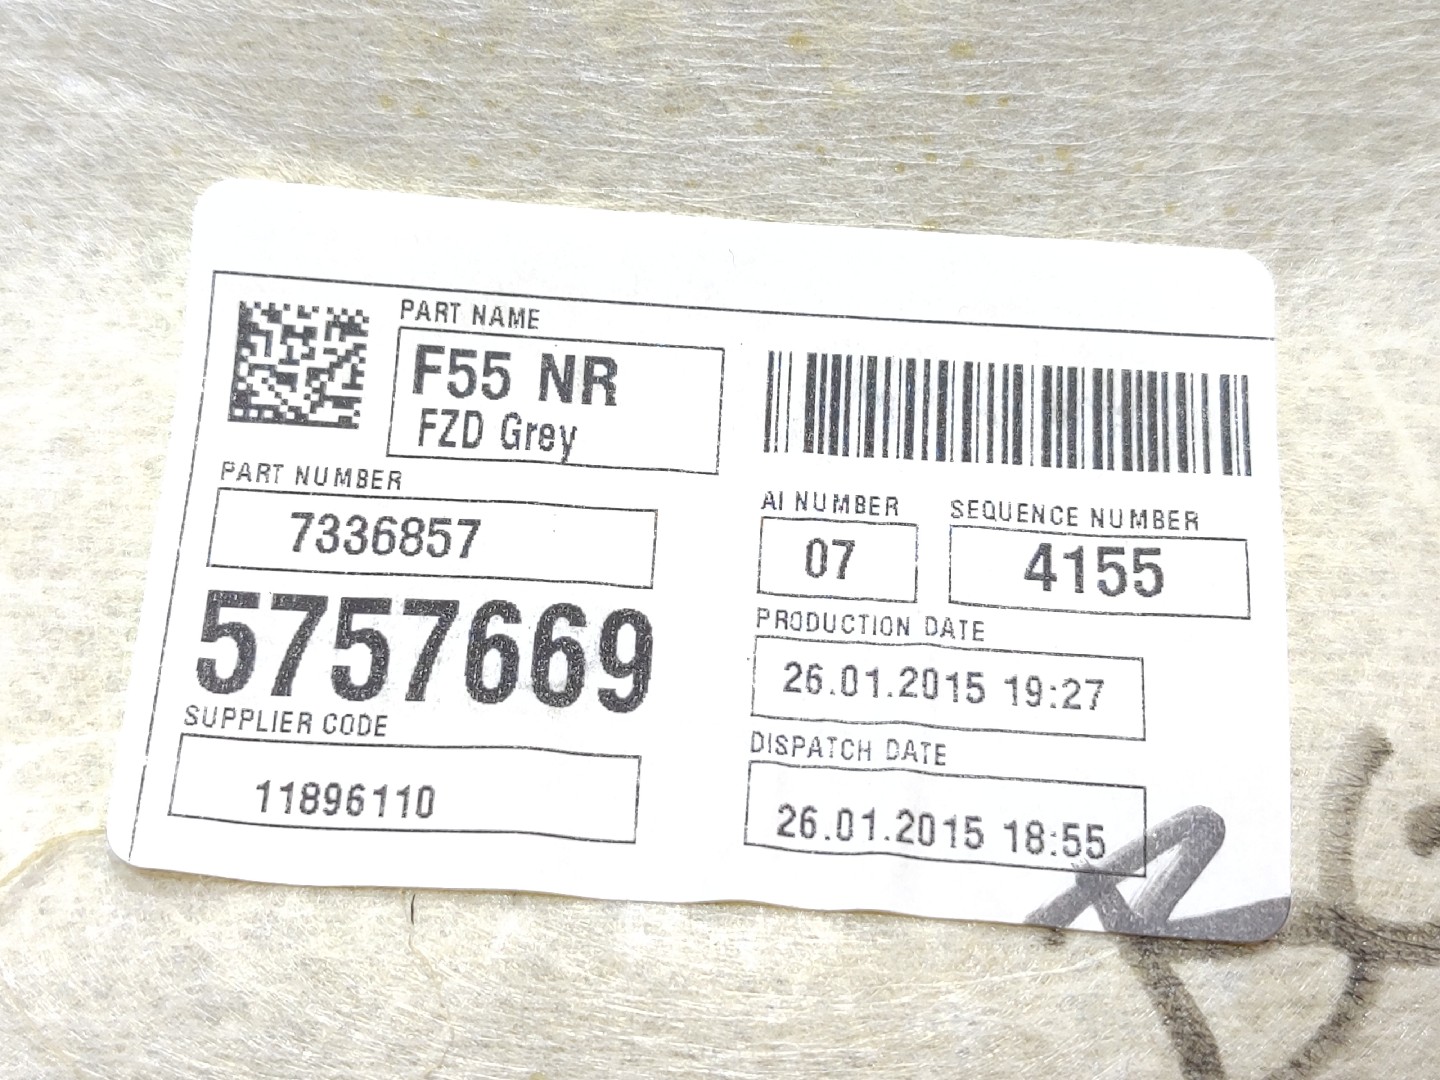 PART NAME
F55 NR
FZD Grey
PART NUMBER
7336857
5757669
SUPPLIER CODE
11896110
AI NUMBER
07
SEQUENCE NUMBER
4155
PRODUCTION DATE
26.01.2015 19:27
DISPATCH DATE
26.01.2015 18:55